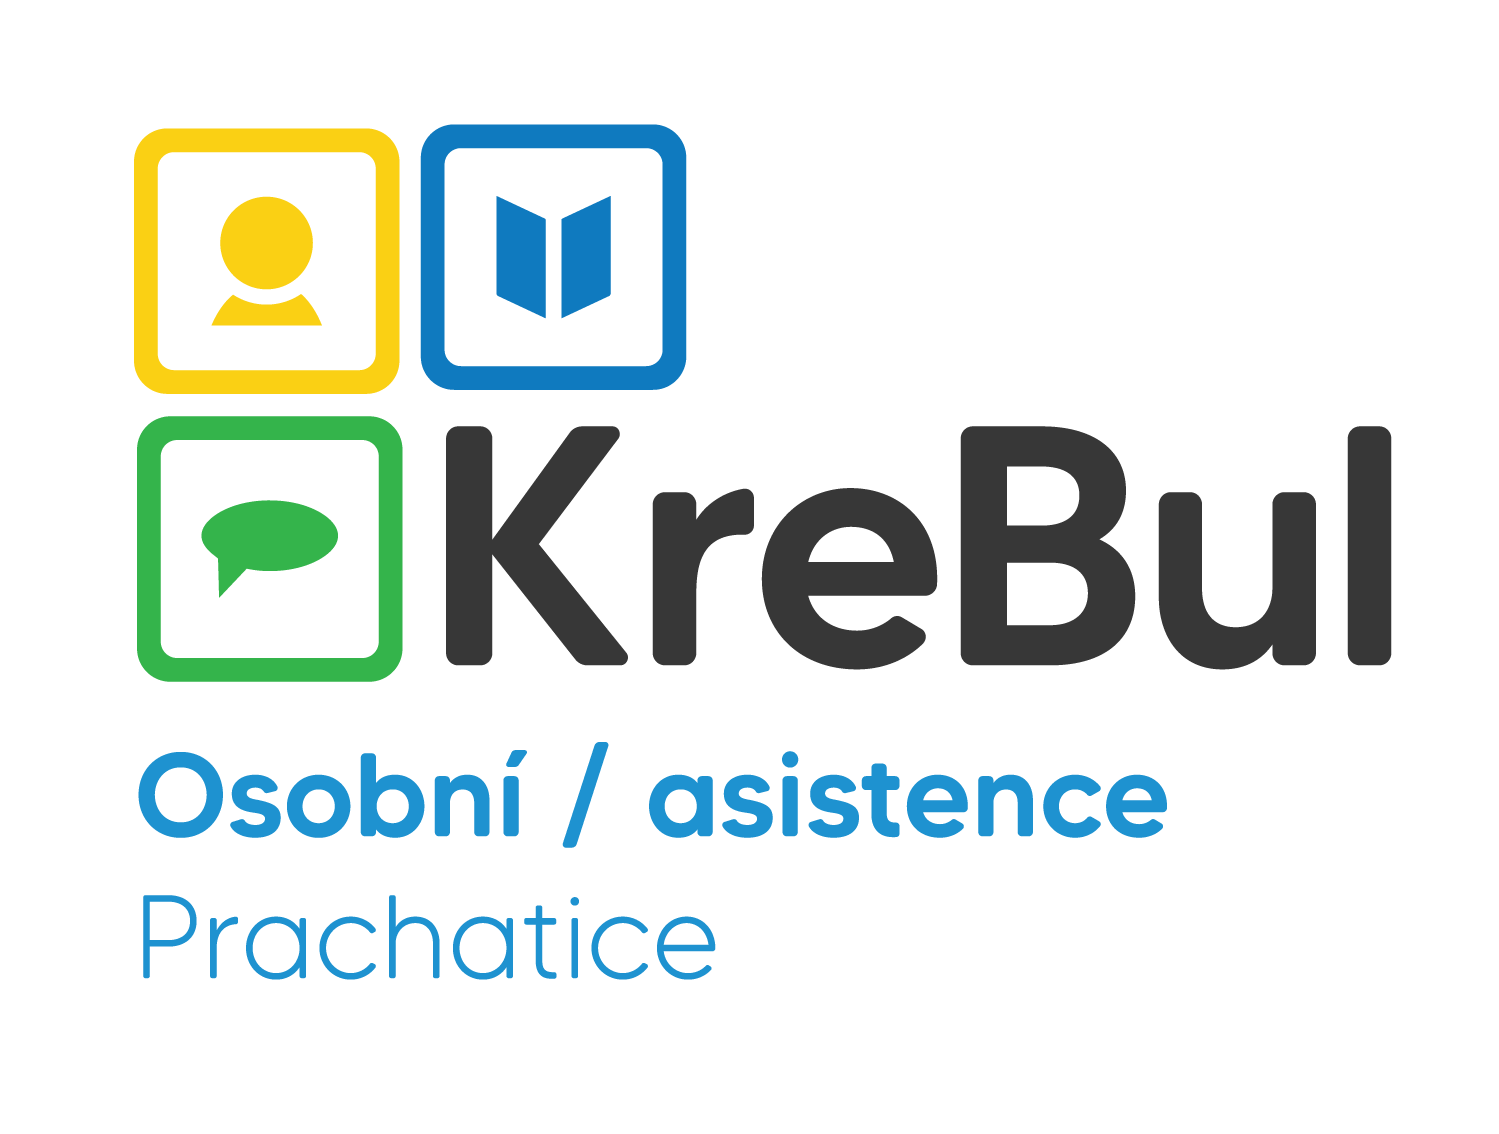 KreBul
Osobní / asistence
Prachatice